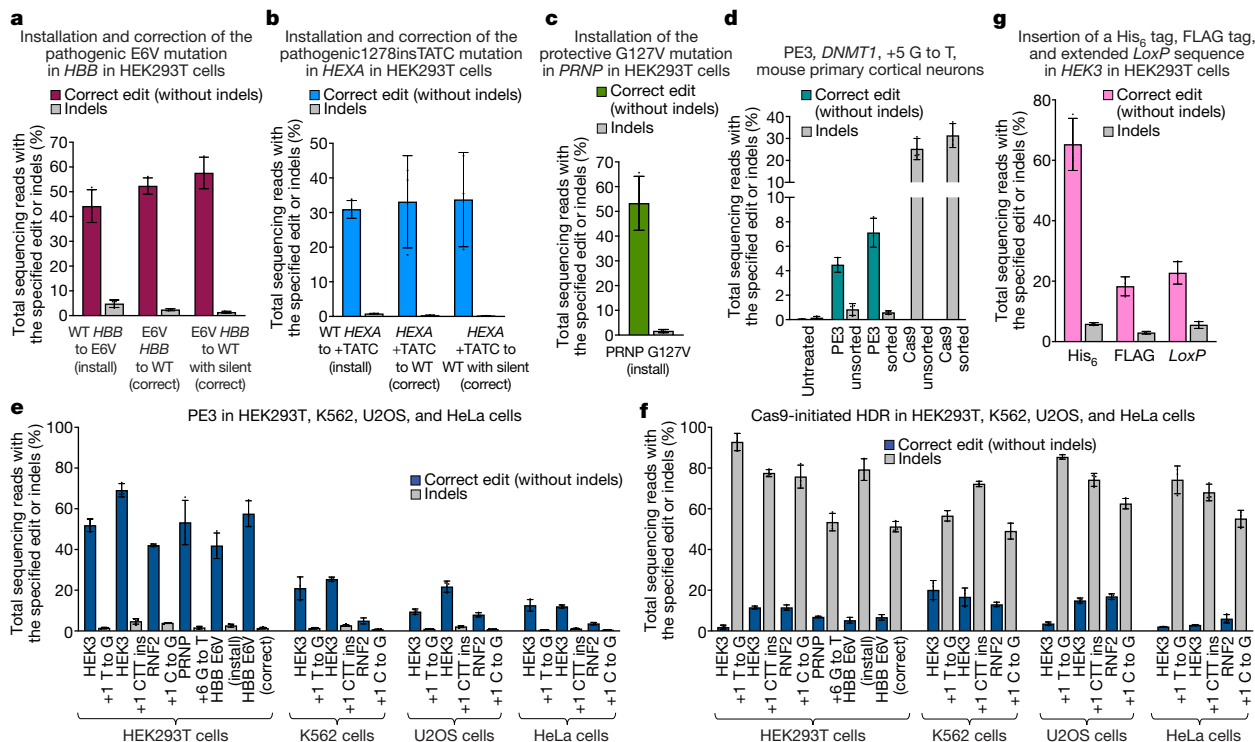 a
Installation and correction of the
pathogenic E6V mutation
in HBB in HEK293T cells
Correct edit (without indels)
Indels
Total sequencing reads with
the specified edit or indels (%)
70
60
50
40
30
20
10
0
WT HBB
to E6V
(install)
E6V
HBB
to WT
(correct)
E6V HBB
to WT
with silent
(correct)
b
Installation and correction of the
pathogenic1278insTATC mutation
in HEXA in HEK293T cells
Correct edit (without indels)
Indels
Total sequencing reads with
the specified edit or indels (%)
50
40
30
20
10
0
WT HEXA
to +TATC
(install)
HEXA
+TATC
to WT
(correct)
HEXA
+TATC to
WT with silent
(correct)
c
Installation of the
protective G127V mutation
in PRNP in HEK293T cells
Correct edit
(without indels)
Indels
Total sequencing reads with
the specified edit or indels (%)
70
60
50
40
30
20
10
0
PRNP G127V
(install)
d
PE3, DNMT1, +5 G to T,
mouse primary cortical neurons
Correct edit
(without indels)
Indels
Total sequencing reads with
the specified edit or indels (%)
40
30
20
10
10
8
6
4
2
0
Untreated
PE3
unsorted
PE3
sorted
Cas9
unsorted
Cas9
sorted
g
Insertion of a His6 tag, FLAG tag,
and extended LoxP sequence
in HEK3 in HEK293T cells
Correct edit
(without indels)
Indels
Total sequencing reads with
the specified edit or indels (%)
80
60
40
20
0
His6
FLAG
LoxP
e
PE3 in HEK293T, K562, U2OS, and HeLa cells
Correct edit (without indels)
Indels
Total sequencing reads with
the specified edit or indels (%)
100
80
60
40
20
0
HEK3
+1 T to G
HEK3
+1 CTT ins
RNF2
+1 C to G
PRNP
+6 G to T
HBB E6V
(install)
HBB E6V
(correct)
HEK3
+1 T to G
HEK3
+1 CTT ins
RNF2
+1 C to G
HEK3
+1 T to G
HEK3
+1 CTT ins
RNF2
+1 C to G
HEK3
+1 T to G
HEK3
+1 CTT ins
RNF2
+1 C to G
HEK293T cells
K562 cells
U2OS cells
HeLa cells
f
Cas9-initiated HDR in HEK293T, K562, U2OS, and HeLa cells
Correct edit (without indels)
Indels
Total sequencing reads with
the specified edit or indels (%)
100
80
60
40
20
0
HEK3
+1 T to G
HEK3
+1 CTT ins
RNF2
+1 C to G
PRNP
+6 G to T
HBB E6V
(install)
HBB E6V
(correct)
HEK3
+1 T to G
HEK3
+1 CTT ins
RNF2
+1 C to G
HEK3
+1 T to G
HEK3
+1 CTT ins
RNF2
+1 C to G
HEK3
+1 T to G
HEK3
+1 CTT ins
RNF2
+1 C to G
HEK293T cells
K562 cells
U2OS cells
HeLa cells